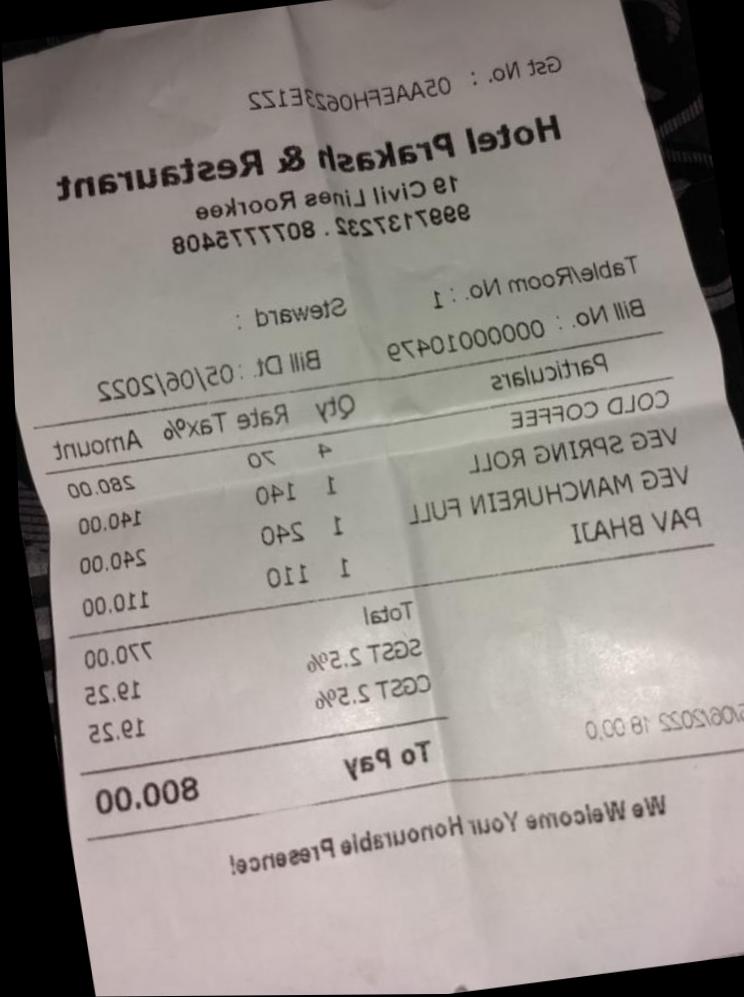 Gst No. : 05AAEFH0623E1ZZ
Hotel Prakash & Restaurant
19 Civil Lines Roorkee
9997137232 . 8077775408
Table/Room No. : 1 Steward :
Bill No. : 0000010479 Bill Dt. : 05/06/2022
Particulars Qty Rate Tax% Amount
COLD COFFEE 4 70 280.00
VEG SPRING ROLL 1 140 140.00
VEG MANCHUREIN FULL 1 240 240.00
PAV BHAJI 1 110 110.00
Total 770.00
SGST 2.5% 19.25
CGST 2.5% 19.25
5/06/2022 18 00.0
To Pay 800.00
We Welcome Your Honourable Presence!